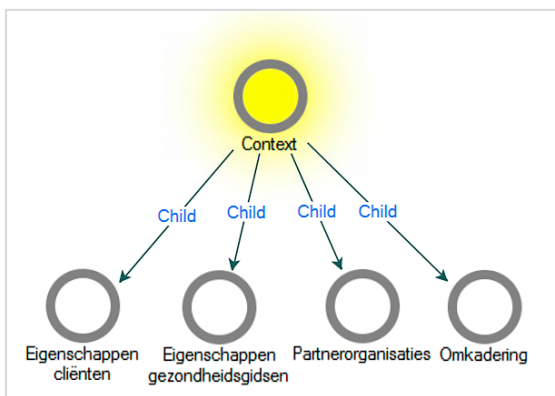 Context
Child Child Child Child
Eigenschappen
cliënten
Eigenschappen
gezondheidsgidsen
Partnerorganisaties
Omkadering